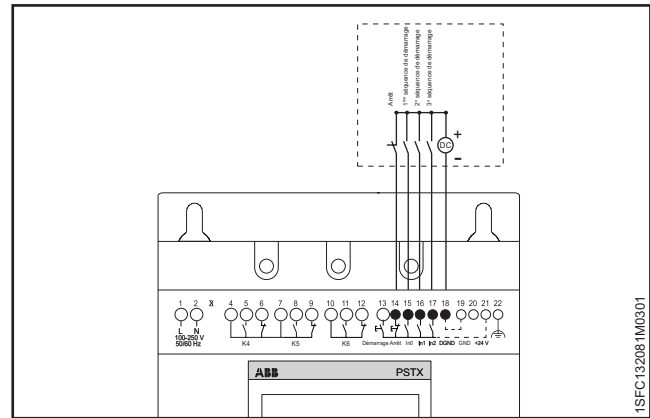 Arrêt
1ère séquence de démarrage
2e séquence de démarrage
3e séquence de démarrage
DC
+
-
1 2 3 4 5 6 7 8 9 10 11 12 13 14 15 16 17 18 19 20 21 22
L N
100-250 V
50/60 Hz
K4 K5 K6 Démarrage Arrêt In0 In1 In2 DGND GND +24 V
ABB PSTX
1SFC132081M0301